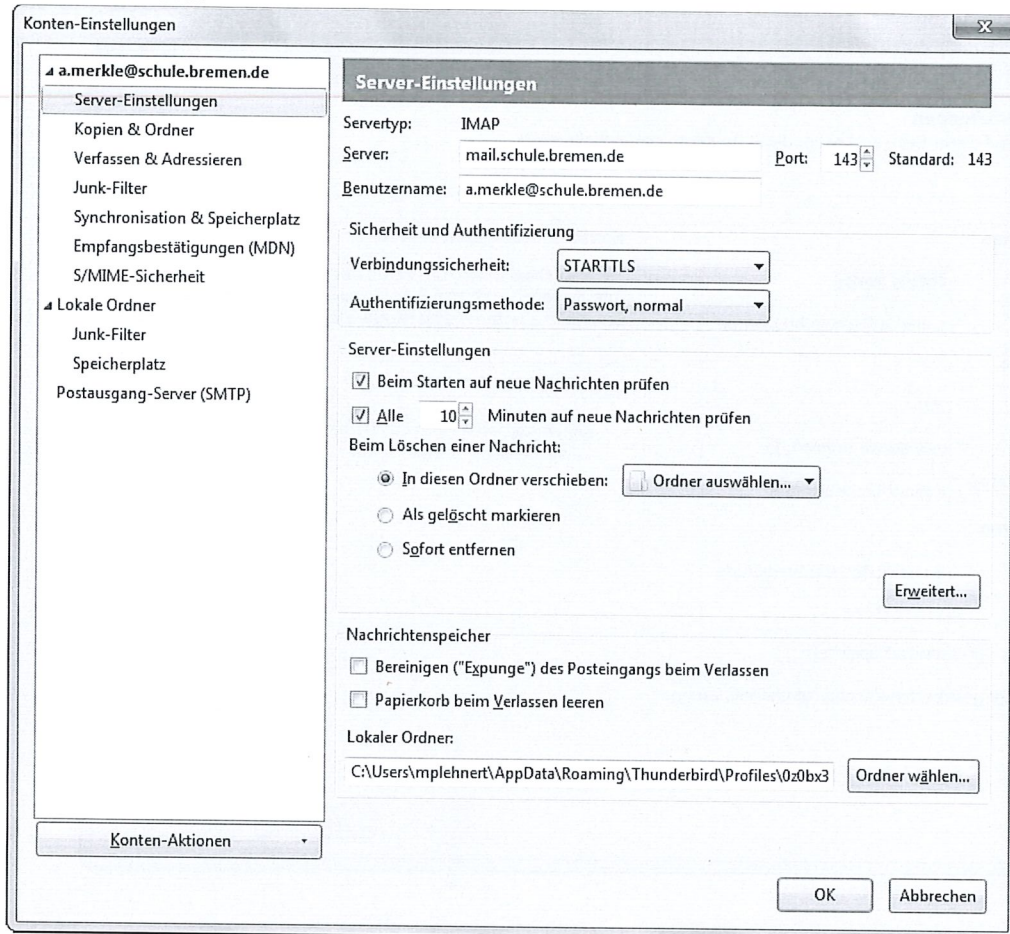 Konten-Einstellungen
x
a.merkle@schule.bremen.de
Server-Einstellungen
Kopien & Ordner
Verfassen & Adressieren
Junk-Filter
Synchronisation & Speicherplatz
Empfangsbestätigungen (MDN)
S/MIME-Sicherheit
Lokale Ordner
Junk-Filter
Speicherplatz
Postausgang-Server (SMTP)
Konten-Aktionen
Server-Einstellungen
Servertyp: IMAP
Server: mail.schule.bremen.de Port: 143 Standard: 143
Benutzername: a.merkle@schule.bremen.de
Sicherheit und Authentifizierung
Verbindungssicherheit: STARTTLS
Authentifizierungsmethode: Passwort, normal
Server-Einstellungen
Beim Starten auf neue Nachrichten prüfen
Alle 10 Minuten auf neue Nachrichten prüfen
Beim Löschen einer Nachricht:
In diesen Ordner verschieben: Ordner auswählen...
Als gelöscht markieren
Sofort entfernen
Erweitert...
Nachrichtenspeicher
Bereinigen ("Expunge") des Posteingangs beim Verlassen
Papierkorb beim Verlassen leeren
Lokaler Ordner:
C:\Users\mplehnert\AppData\Roaming\Thunderbird\Profiles\0z0bx3 Ordner wählen...
OK Abbrechen